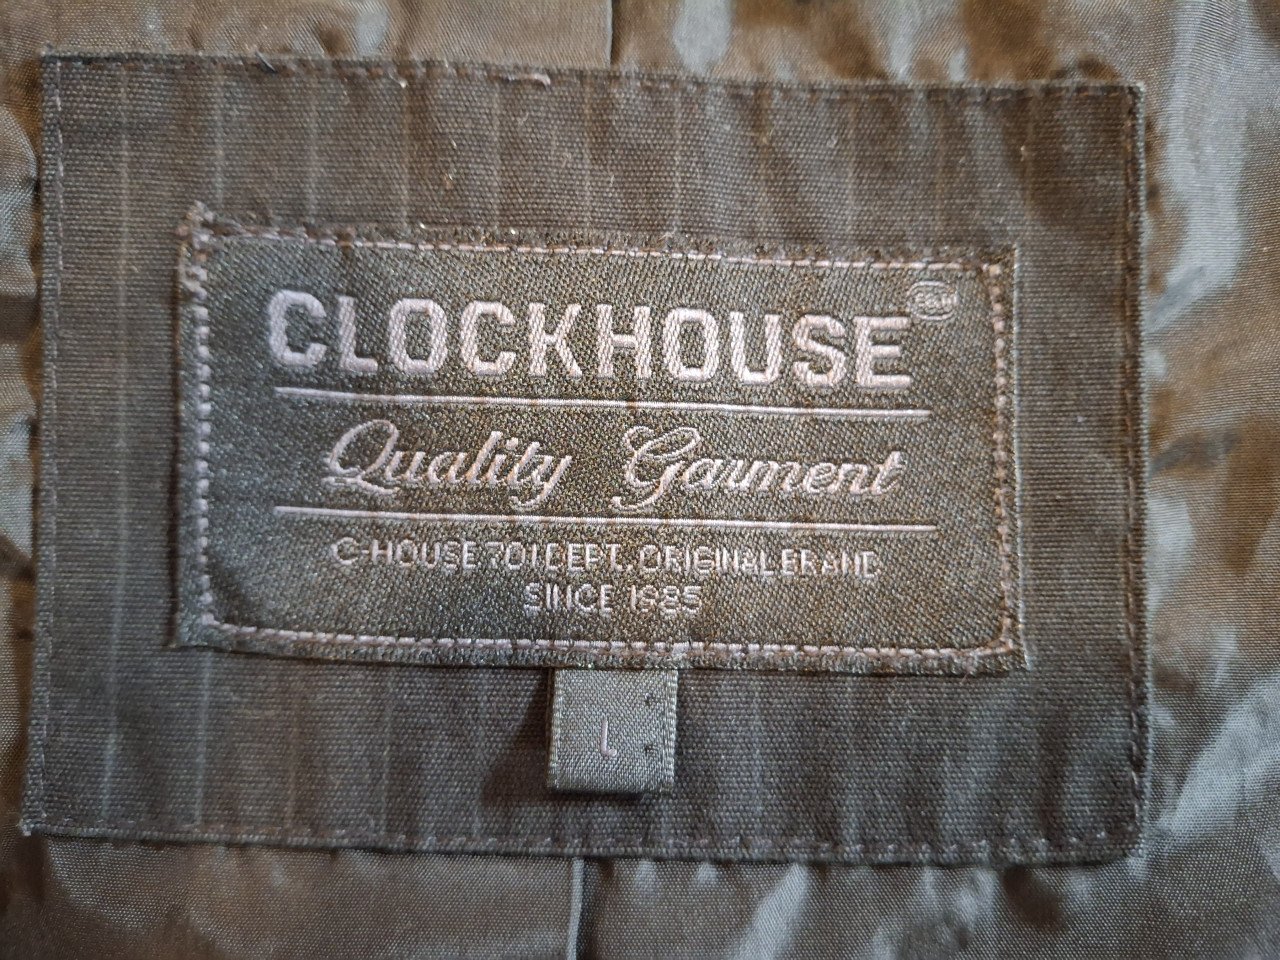 CLOCKHOUSE
C&A
Quality Garment
C-HOUSE 701 DEPT. ORIGINAL BRAND
SINCE 1985
L